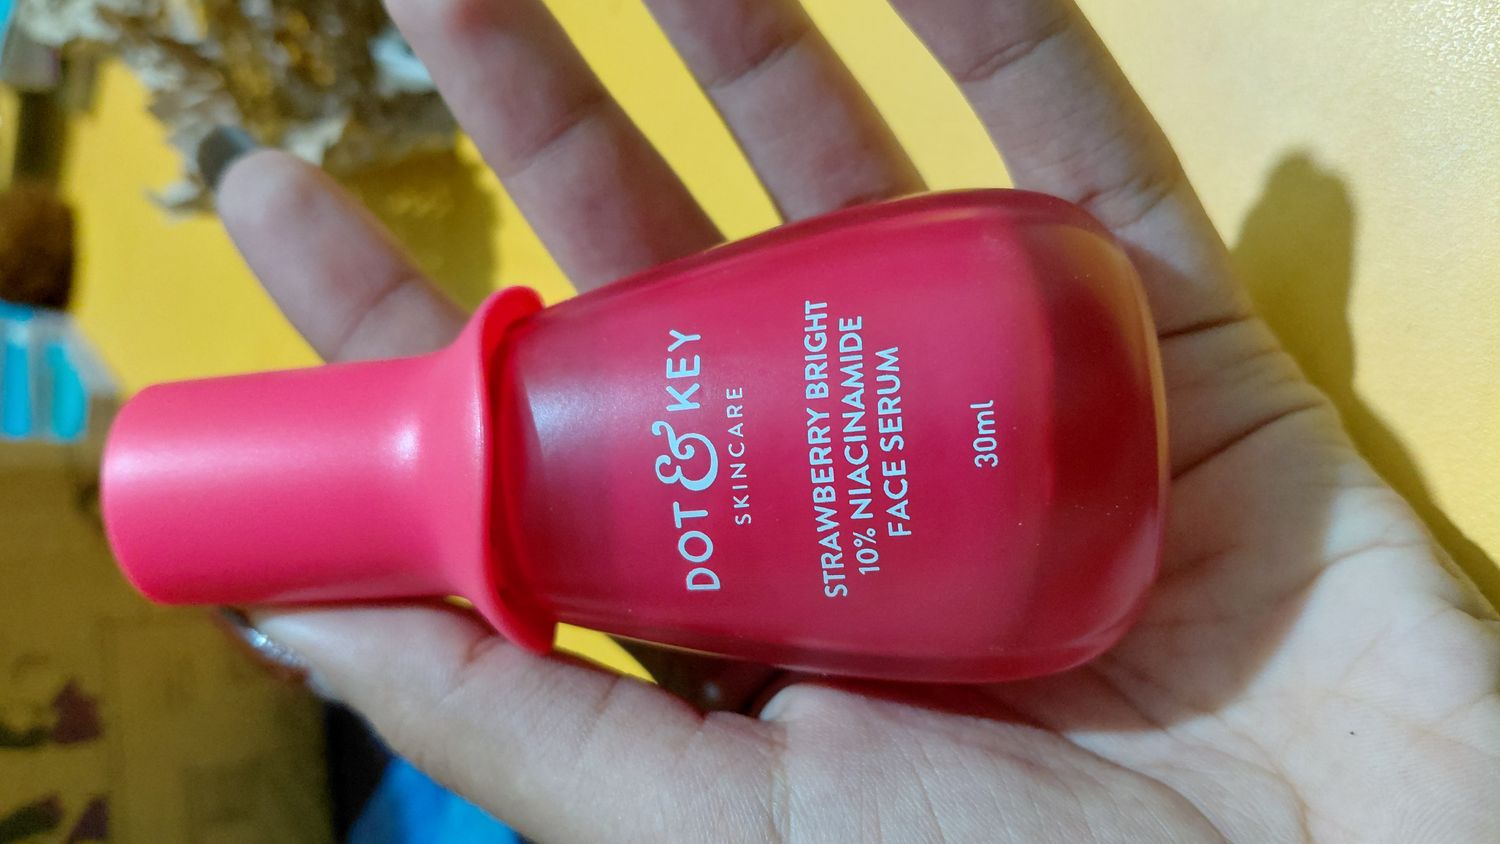 DOT & KEY
SKINCARE
STRAWBERRY BRIGHT
10% NIACINAMIDE
FACE SERUM
30ml